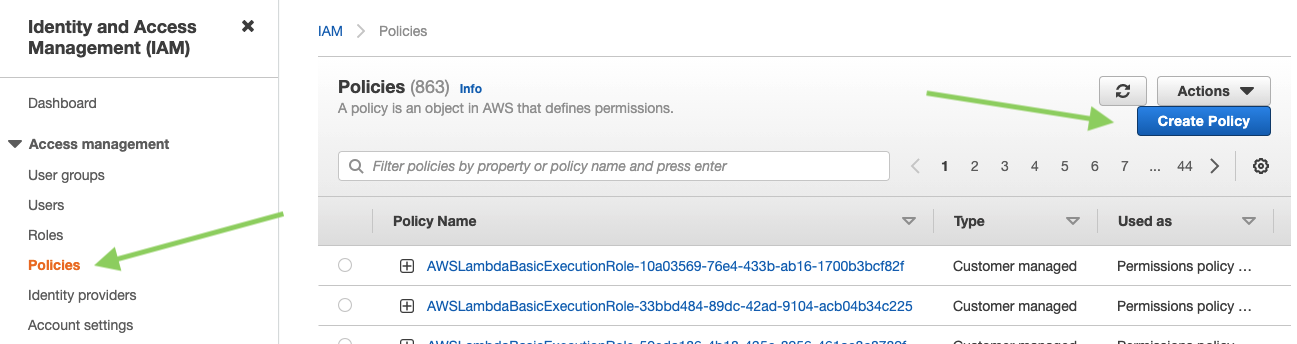 Identity and Access
Management (IAM)
Dashboard
Access management
User groups
Users
Roles
Policies
Identity providers
Account settings
IAM > Policies
Policies (863) Info
A policy is an object in AWS that defines permissions.
Actions
Create Policy
Filter policies by property or policy name and press enter
1 2 3 4 5 6 7 ... 44
Policy Name Type Used as
AWSLambdaBasicExecutionRole-10a03569-76e4-433b-ab16-1700b3bcf82f Customer managed Permissions policy ...
AWSLambdaBasicExecutionRole-33bbd484-89dc-42ad-9104-acb04b34c225 Customer managed Permissions policy ...